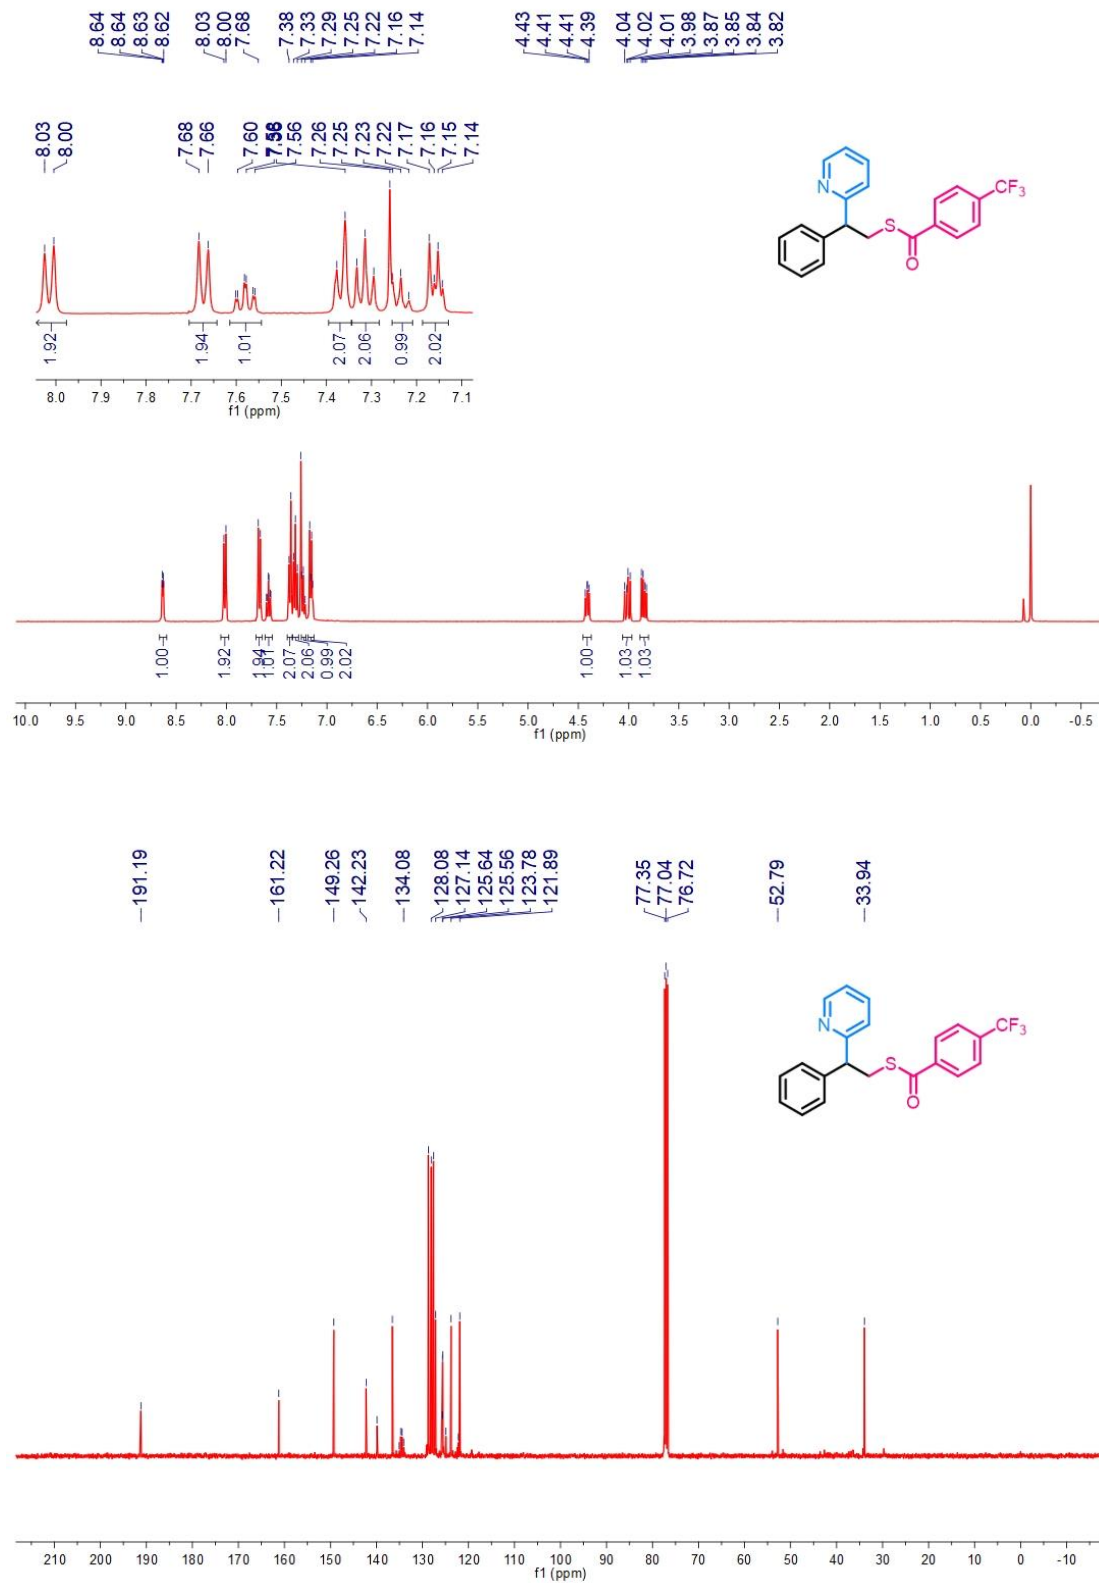 8.64 8.64 8.63 8.62 8.03 8.00 7.68 7.38 7.33 7.29 7.25 7.22 7.16 7.14 4.43 4.41 4.41 4.39 4.04 4.02 4.01 3.98 3.87 3.85 3.84 3.82
8.03 8.00 7.68 7.66 7.60 7.58 7.56 7.26 7.25 7.23 7.22 7.17 7.16 7.15 7.14
N
S
O
CF3
1.92 1.94 1.01 2.07 2.06 0.99 2.02
8.0 7.9 7.8 7.7 7.6 7.5 7.4 7.3 7.2 7.1
f1 (ppm)
1.00 1.92 1.94 1.01 2.07 2.06 0.99 2.02 1.00 1.03 1.03
10.0 9.5 9.0 8.5 8.0 7.5 7.0 6.5 6.0 5.5 5.0 4.5 4.0 3.5 3.0 2.5 2.0 1.5 1.0 0.5 0.0 -0.5
f1 (ppm)
191.19 161.22 149.26 142.23 134.08 128.08 127.14 125.64 125.56 123.78 121.89 77.35 77.04 76.72 52.79 33.94
N
S
O
CF3
210 200 190 180 170 160 150 140 130 120 110 100 90 80 70 60 50 40 30 20 10 0 -10
f1 (ppm)